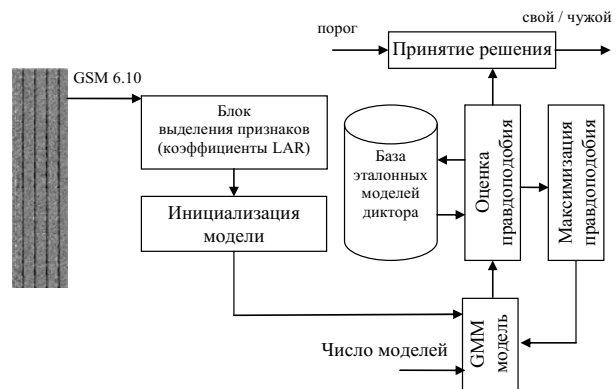 свой / чужой
порог
Принятие решения
GSM 6.10
Блок
выделения признаков
(коэффициенты LAR)
База
эталонных
моделей
диктора
Оценка
правдоподобия
Максимизация
правдоподобия
Инициализация
модели
Число моделей
GMM
модель